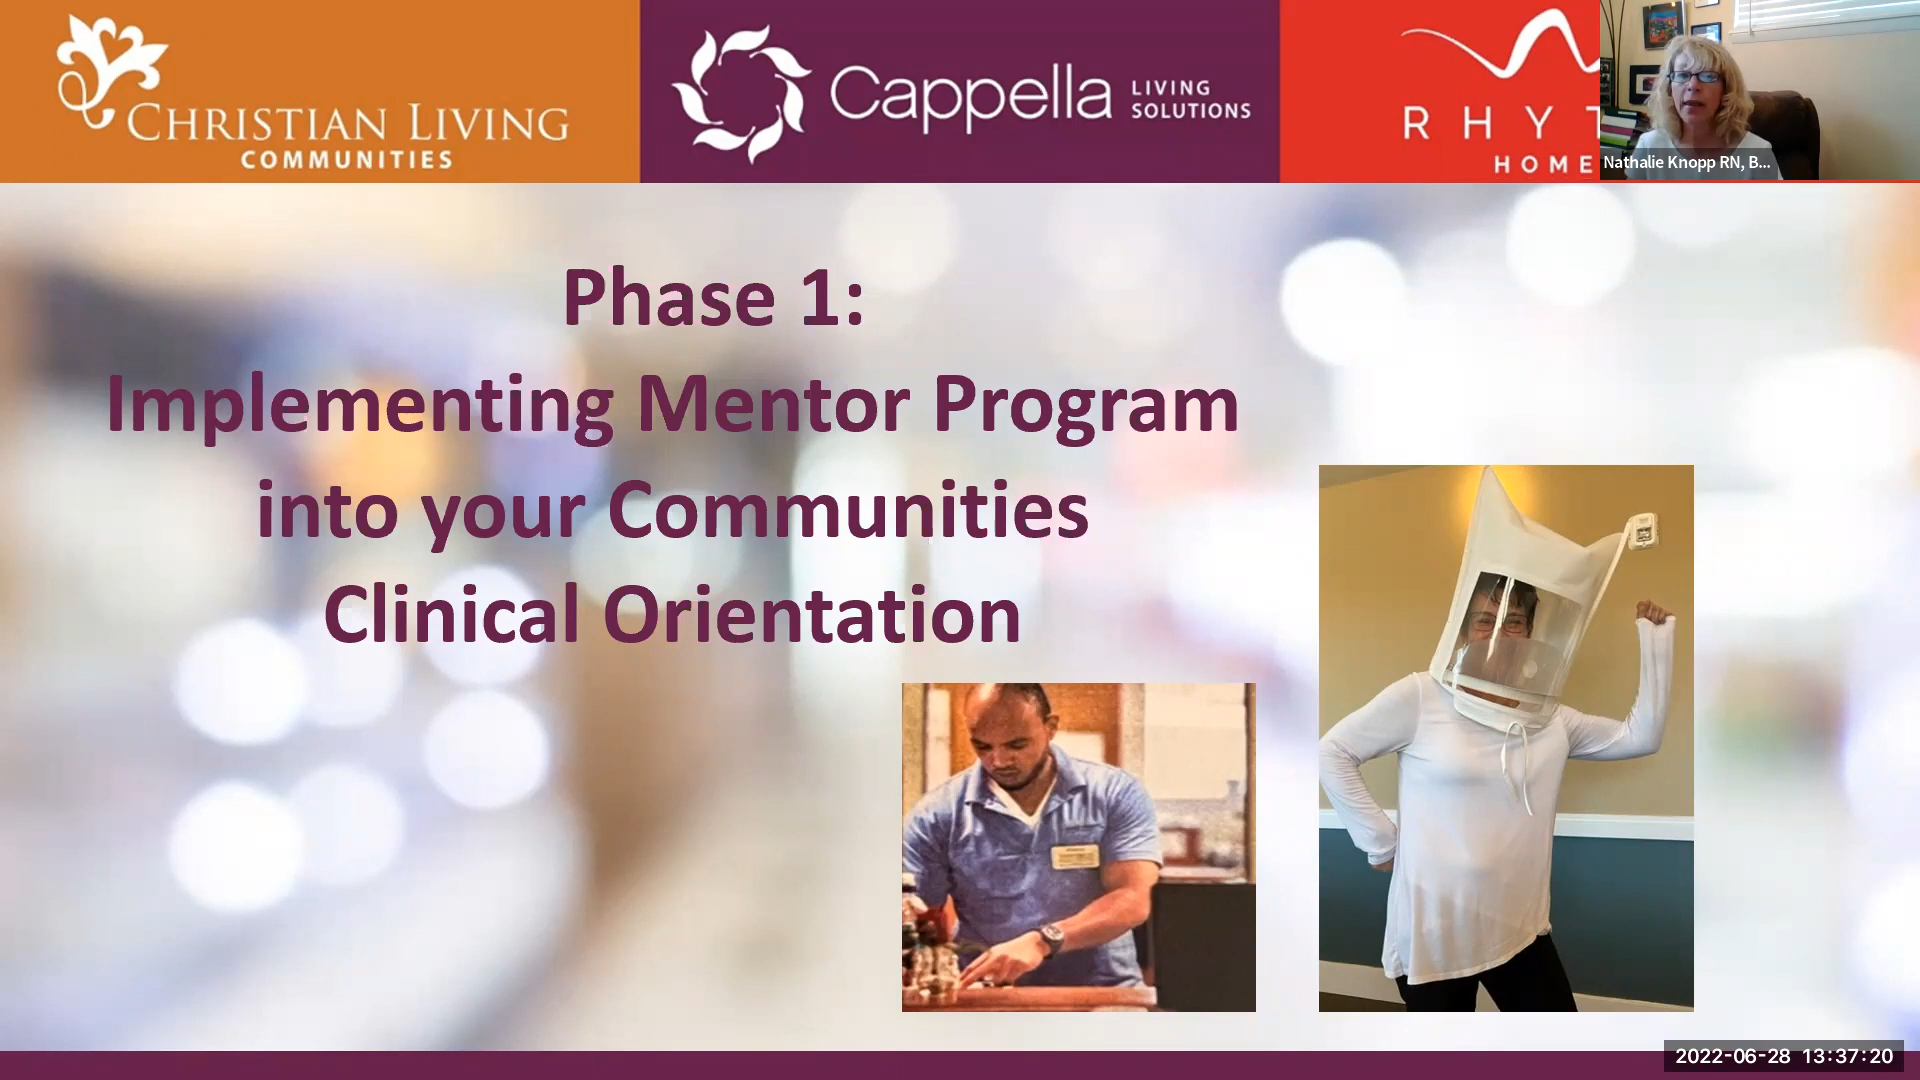 CHRISTIAN LIVING
COMMUNITIES
Cappella
LIVING
SOLUTIONS
RHYT
HOME
Nathalie Knopp RN, B...
Phase 1:
Implementing Mentor Program
into your Communities
Clinical Orientation
2022-06-28 13:37:20